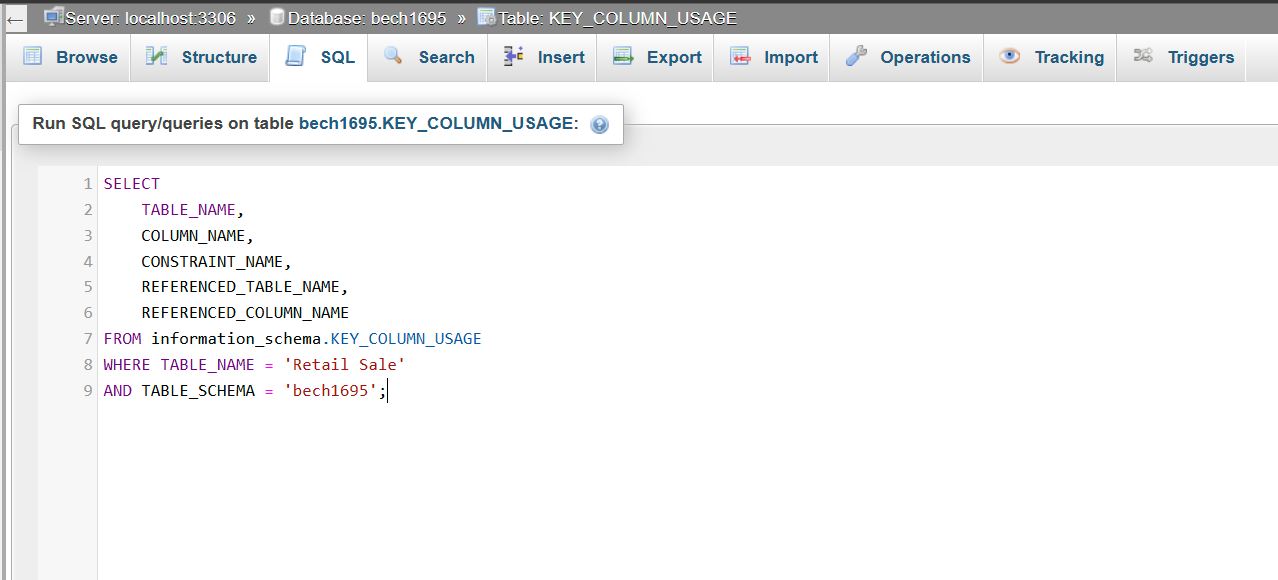 ← Server: localhost:3306 » Database: bech1695 » Table: KEY_COLUMN_USAGE
Browse Structure SQL Search Insert Export Import Operations Tracking Triggers
Run SQL query/queries on table bech1695.KEY_COLUMN_USAGE:
1 SELECT
2 TABLE_NAME,
3 COLUMN_NAME,
4 CONSTRAINT_NAME,
5 REFERENCED_TABLE_NAME,
6 REFERENCED_COLUMN_NAME
7 FROM information_schema.KEY_COLUMN_USAGE
8 WHERE TABLE_NAME = 'Retail Sale'
9 AND TABLE_SCHEMA = 'bech1695';